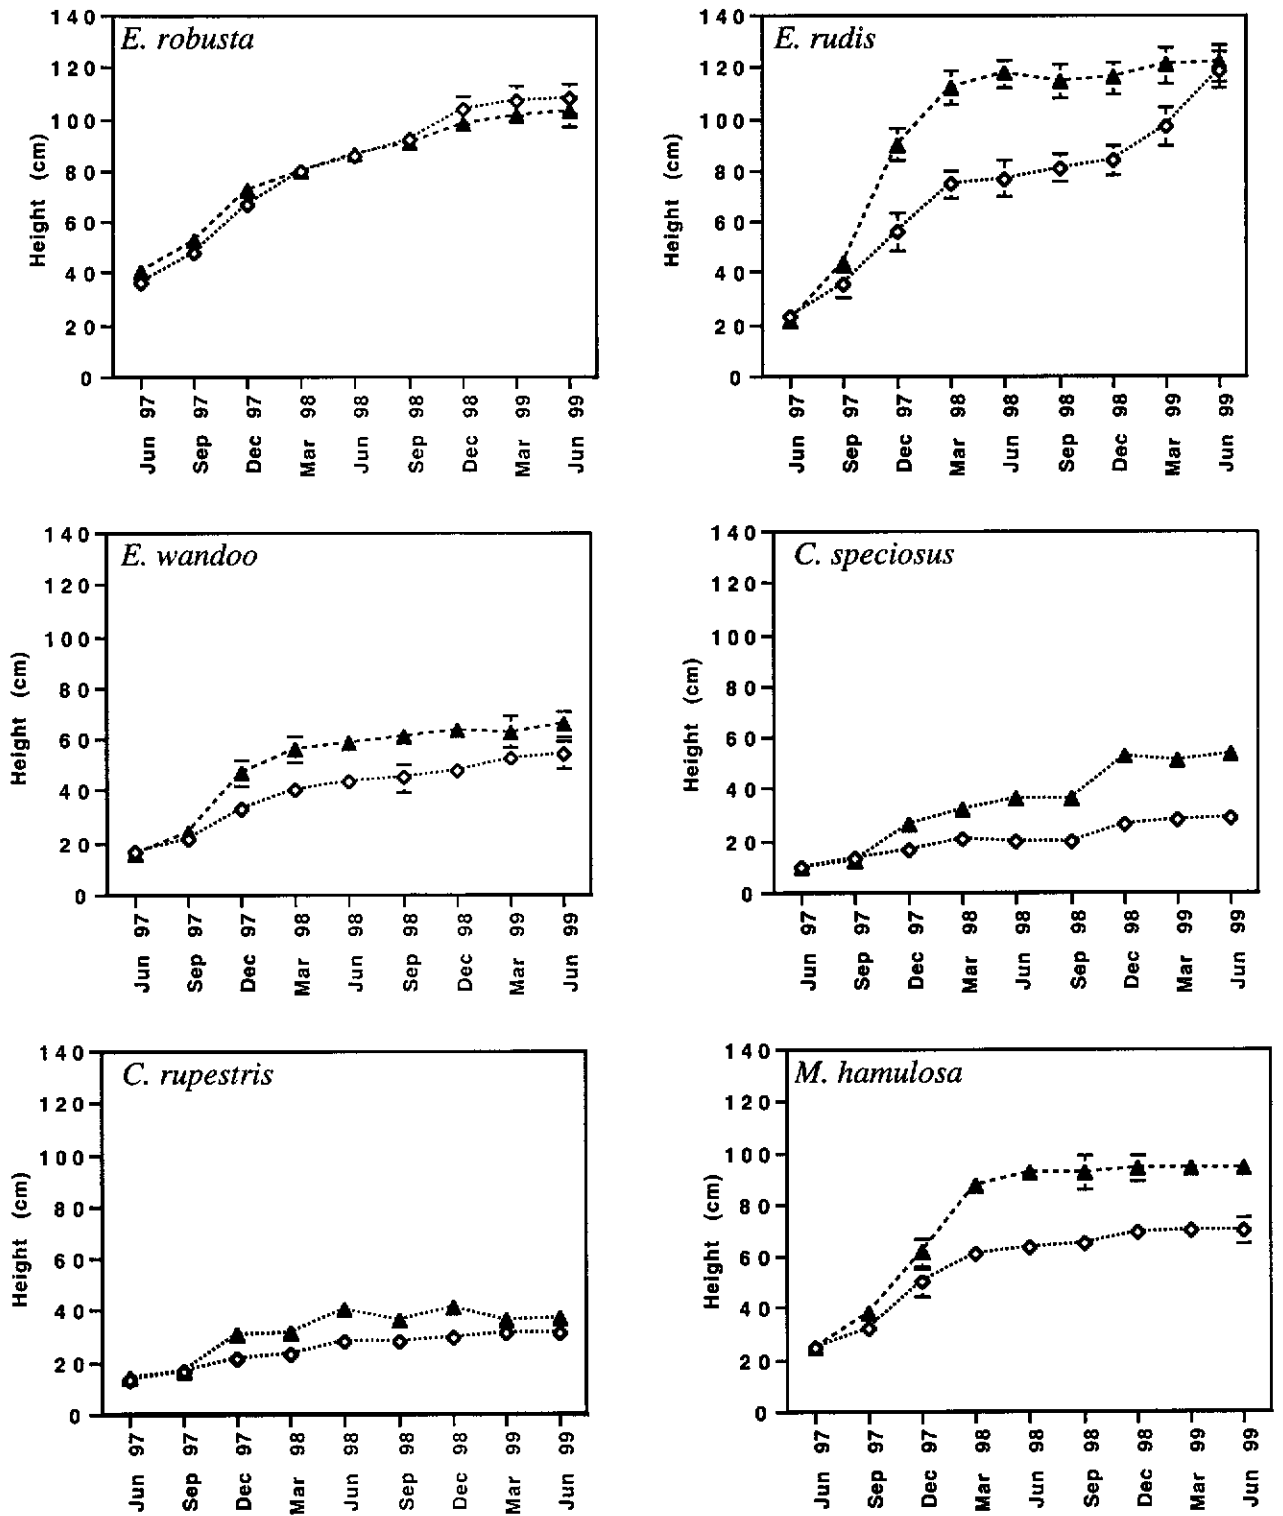 E. robusta
Height (cm)
140
120
100
80
60
40
20
0
Jun 97
Sep 97
Dec 97
Mar 98
Jun 98
Sep 98
Dec 98
Mar 99
Jun 99
E. rudis
Height (cm)
140
120
100
80
60
40
20
0
Jun 97
Sep 97
Dec 97
Mar 98
Jun 98
Sep 98
Dec 98
Mar 99
Jun 99
E. wandoo
Height (cm)
140
120
100
80
60
40
20
0
Jun 97
Sep 97
Dec 97
Mar 98
Jun 98
Sep 98
Dec 98
Mar 99
Jun 99
C. speciosus
Height (cm)
140
120
100
80
60
40
20
0
Jun 97
Sep 97
Dec 97
Mar 98
Jun 98
Sep 98
Dec 98
Mar 99
Jun 99
C. rupestris
Height (cm)
140
120
100
80
60
40
20
0
Jun 97
Sep 97
Dec 97
Mar 98
Jun 98
Sep 98
Dec 98
Mar 99
Jun 99
M. hamulosa
Height (cm)
140
120
100
80
60
40
20
0
Jun 97
Sep 97
Dec 97
Mar 98
Jun 98
Sep 98
Dec 98
Mar 99
Jun 99